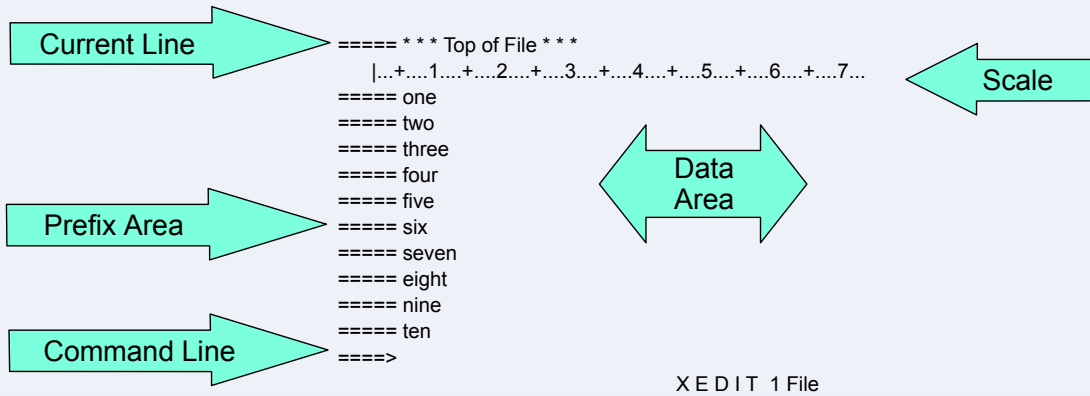 Current Line
===== * * * Top of File * * *
|...+....1....+....2....+....3....+....4....+....5....+....6....+....7...
Scale
===== one
===== two
===== three
Data
Area
===== four
===== five
Prefix Area
===== six
===== seven
===== eight
===== nine
===== ten
Command Line
====>
X E D I T 1 File